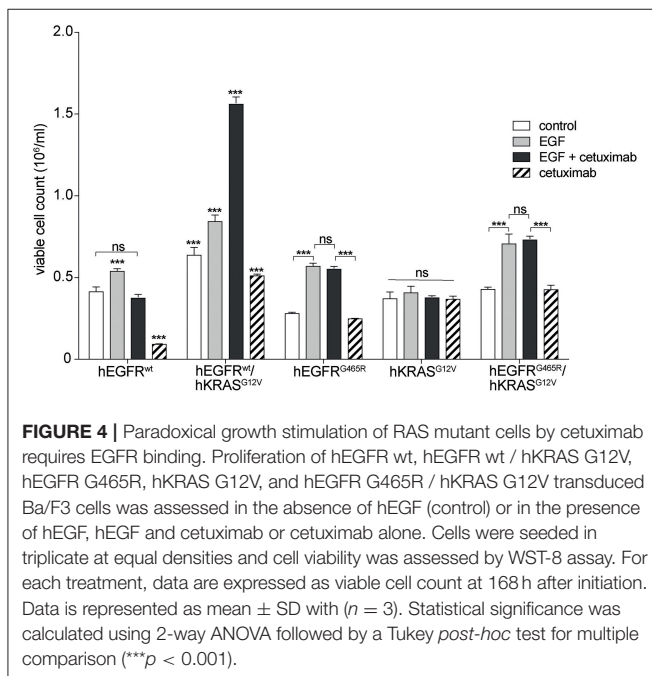 2.0
1.5
1.0
0.5
0
viable cell count (10⁶/ml)
control
EGF
EGF + cetuximab
cetuximab
ns
***
***
***
***
***
***
***
ns
***
ns
***
ns
***
hEGFRʷᵗ
hEGFRʷᵗ/
hKRASᴳ¹²ⱽ
hEGFRᴳ⁴⁶⁵ᴿ
hKRASᴳ¹²ⱽ
hEGFRᴳ⁴⁶⁵ᴿ/
hKRASᴳ¹²ⱽ
FIGURE 4 | Paradoxical growth stimulation of RAS mutant cells by cetuximab
requires EGFR binding. Proliferation of hEGFR wt, hEGFR wt / hKRAS G12V,
hEGFR G465R, hKRAS G12V, and hEGFR G465R / hKRAS G12V transduced
Ba/F3 cells was assessed in the absence of hEGF (control) or in the presence
of hEGF, hEGF and cetuximab or cetuximab alone. Cells were seeded in
triplicate at equal densities and cell viability was assessed by WST-8 assay. For
each treatment, data are expressed as viable cell count at 168 h after initiation.
Data is represented as mean ± SD with (n = 3). Statistical significance was
calculated using 2-way ANOVA followed by a Tukey post-hoc test for multiple
comparison (***p < 0.001).